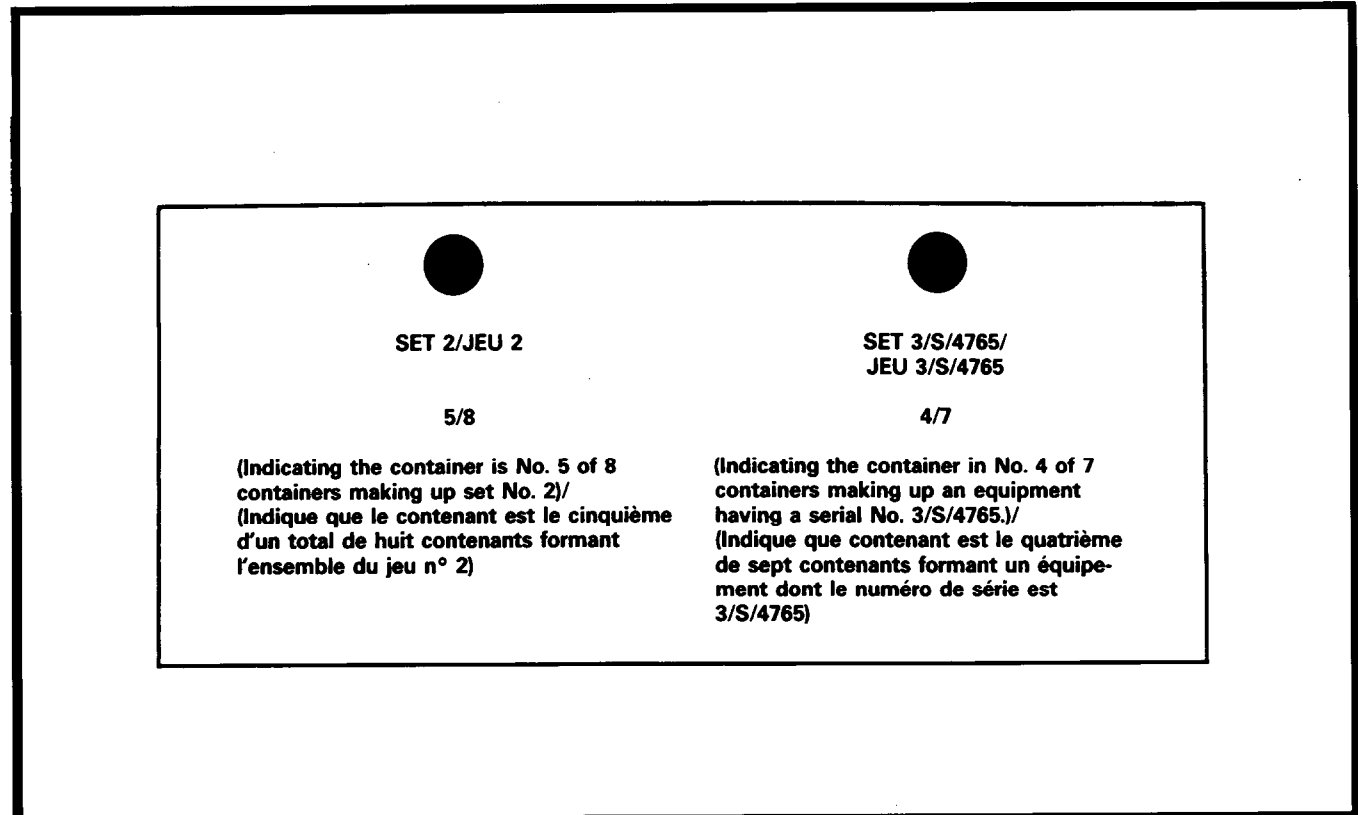 SET 2/JEU 2
5/8
(Indicating the container is No. 5 of 8
containers making up set No. 2)/
(Indique que le contenant est le cinquième
d'un total de huit contenants formant
l'ensemble du jeu n° 2)
SET 3/S/4765/
JEU 3/S/4765
4/7
(Indicating the container in No. 4 of 7
containers making up an equipment
having a serial No. 3/S/4765.)/
(Indique que contenant est le quatrième
de sept contenants formant un équipe-
ment dont le numéro de série est
3/S/4765)